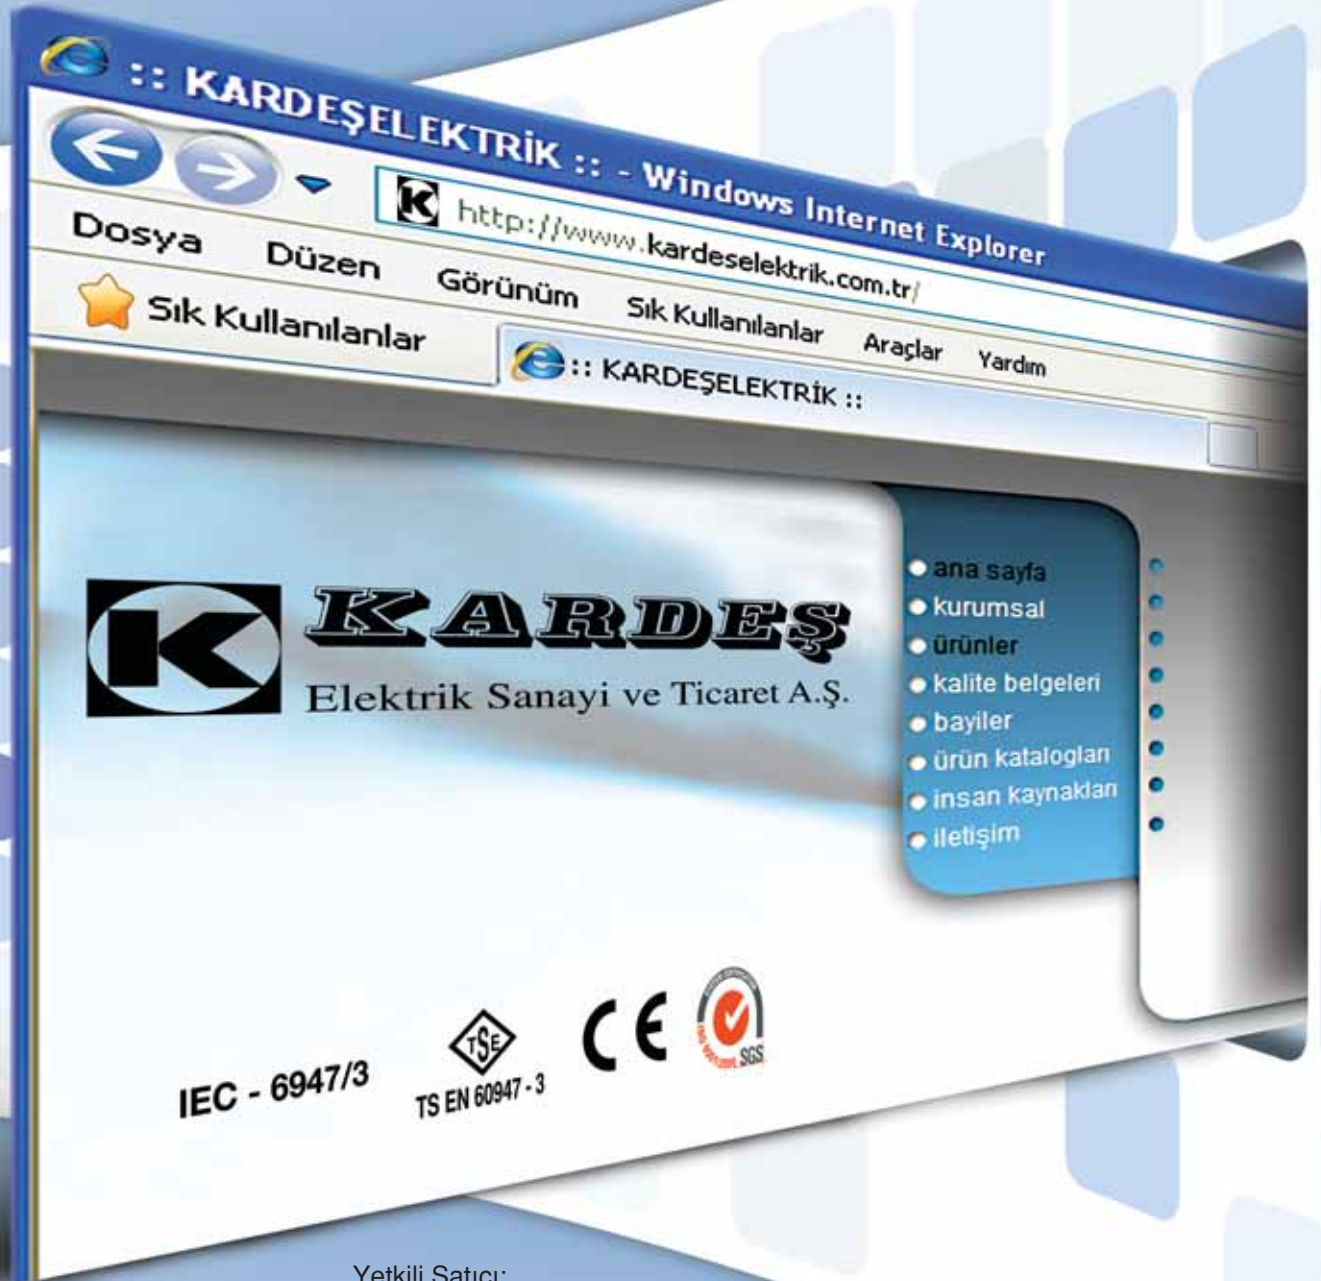 :: KARDEŞELEKTRİK :: - Windows Internet Explorer
K http://www.kardeselektrik.com.tr/
Dosya Düzen Görünüm Sık Kullanılanlar Araçlar Yardım
Sık Kullanılanlar
:: KARDEŞELEKTRİK ::
K KARDEŞ
Elektrik Sanayi ve Ticaret A.Ş.
ana sayfa
kurumsal
ürünler
kalite belgeleri
bayiler
ürün katalogları
insan kaynakları
iletişim
IEC - 6947/3
TSE
TS EN 60947 - 3
CE
SGS
Yetkili Satıcı: